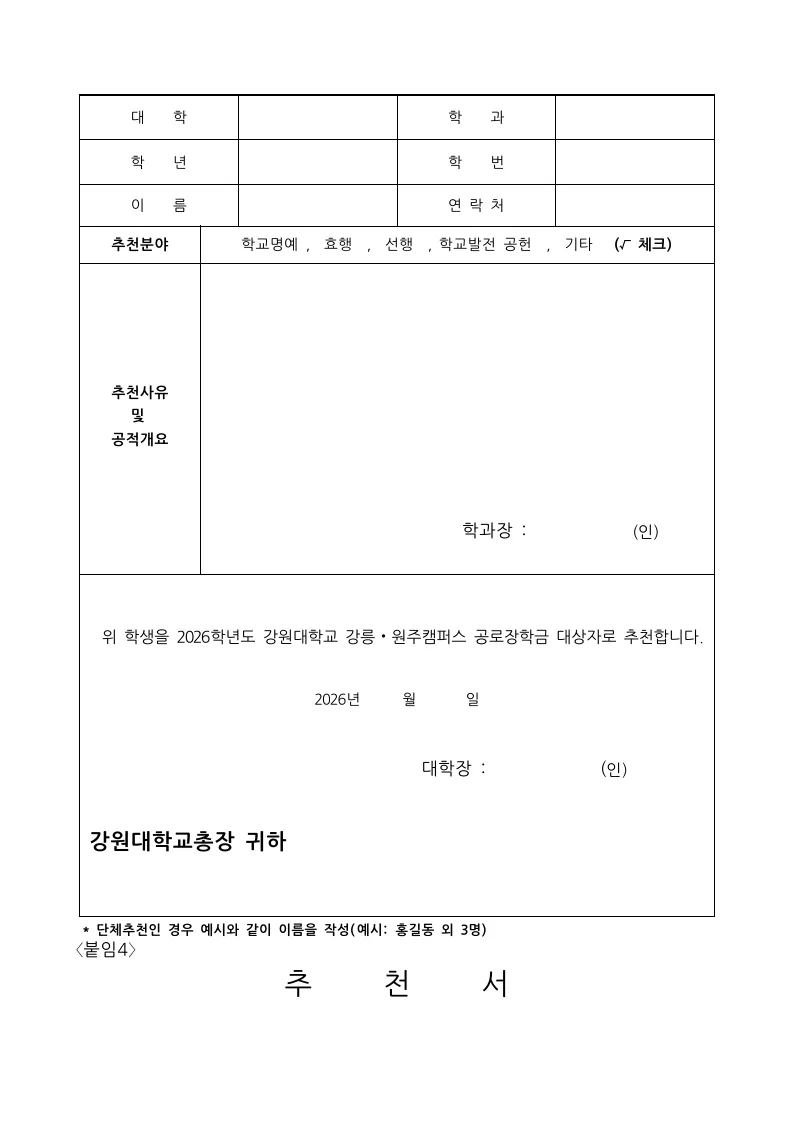 대 학 학 과
학 년 학 번
이 름 연 락 처
추천분야 학교명예 , 효행 , 선행 , 학교발전 공헌 , 기타 (√ 체크)
추천사유
및
공적개요
학과장 : (인)
위 학생을 2026학년도 강원대학교 강릉・원주캠퍼스 공로장학금 대상자로 추천합니다.
2026년 월 일
대학장 : (인)
강원대학교총장 귀하
* 단체추천인 경우 예시와 같이 이름을 작성(예시: 홍길동 외 3명)
〈붙임4〉
추 천 서